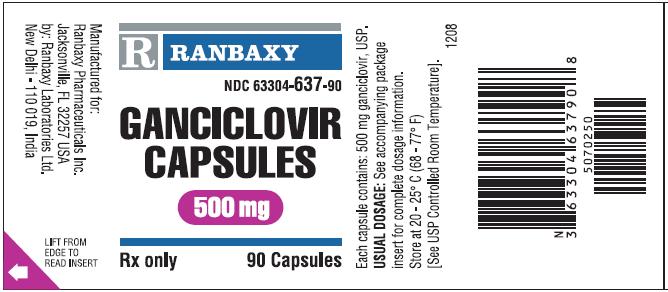 Manufactured for:
Ranbaxy Pharmaceuticals Inc.
Jacksonville, FL 32257 USA
by: Ranbaxy Laboratories Ltd.
New Delhi - 110 019, India
LIFT FROM
EDGE TO
READ INSERT
R RANBAXY
NDC 63304-637-90
GANCICLOVIR
CAPSULES
500 mg
Rx only 90 Capsules
Each capsule contains: 500 mg ganciclovir, USP.
USUAL DOSAGE: See accompanying package
insert for complete dosage information.
Store at 20 - 25° C (68 - 77° F)
[See USP Controlled Room Temperature].
1208
N
3 63304 63790 8
5070250